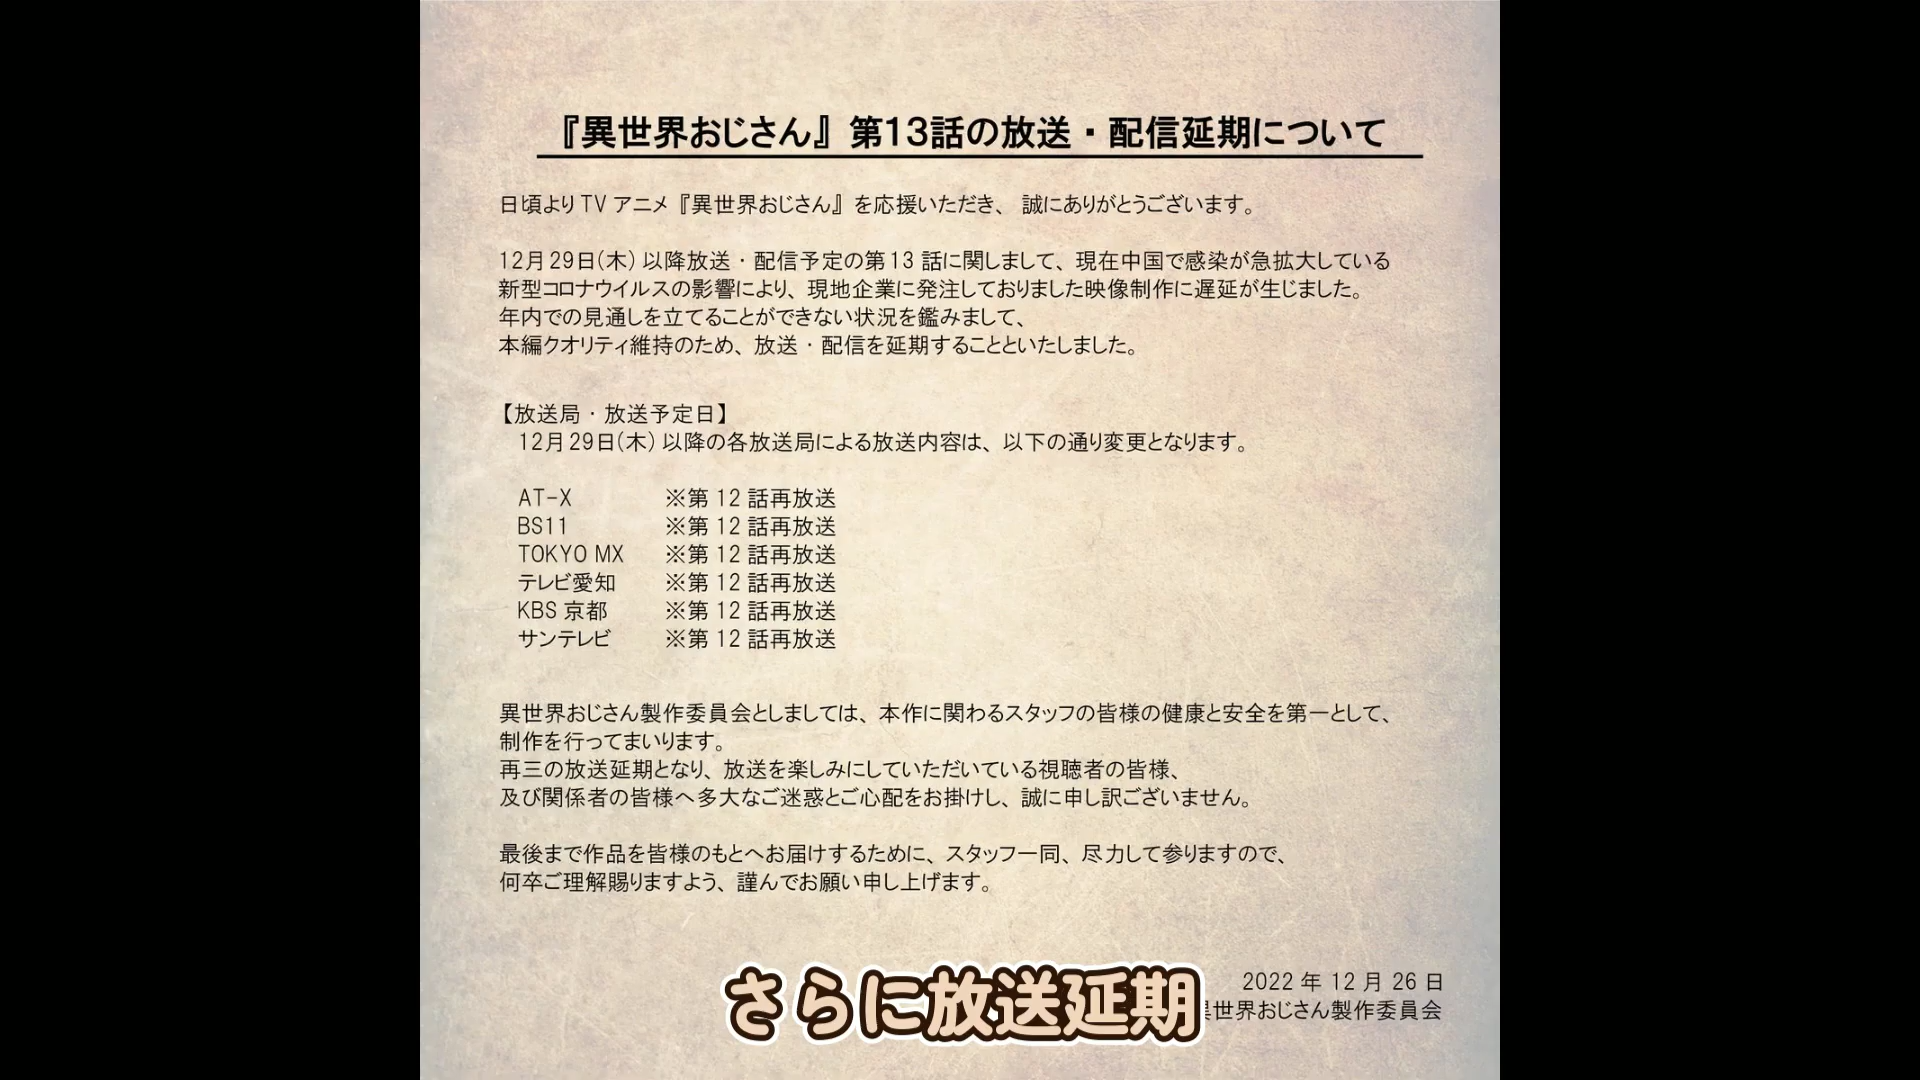 『異世界おじさん』第13話の放送・配信延期について
日頃よりTVアニメ『異世界おじさん』を応援いただき、誠にありがとうございます。
12月29日(木)以降放送・配信予定の第13話に関しまして、現在中国で感染が急拡大している
新型コロナウイルスの影響により、現地企業に発注しておりました映像制作に遅延が生じました。
年内での見通しを立てることができない状況を鑑みまして、
本編クオリティ維持のため、放送・配信を延期することといたしました。
【放送局・放送予定日】
12月29日(木)以降の各放送局による放送内容は、以下の通り変更となります。
AT-X ※第12話再放送
BS11 ※第12話再放送
TOKYO MX ※第12話再放送
テレビ愛知 ※第12話再放送
KBS京都 ※第12話再放送
サンテレビ ※第12話再放送
異世界おじさん製作委員会としましては、本作に関わるスタッフの皆様の健康と安全を第一として、
制作を行ってまいります。
再三の放送延期となり、放送を楽しみにしていただいている視聴者の皆様、
及び関係者の皆様へ多大なご迷惑とご心配をお掛けし、誠に申し訳ございません。
最後まで作品を皆様のもとへお届けするために、スタッフ一同、尽力して参りますので、
何卒ご理解賜りますよう、謹んでお願い申し上げます。
2022年12月26日
異世界おじさん製作委員会
さらに放送延期